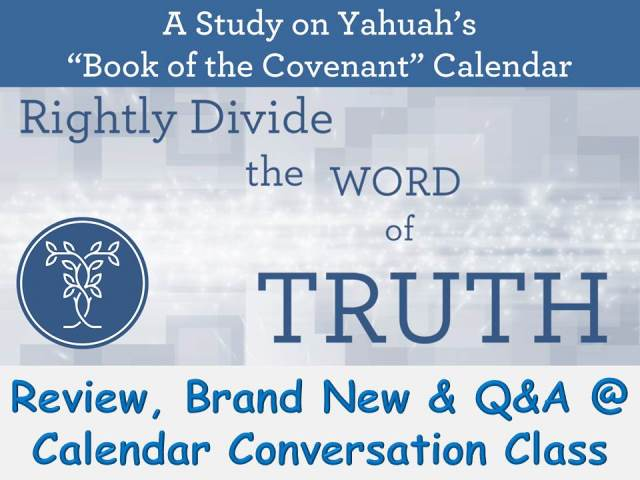 A Study on Yahuah’s
“Book of the Covenant” Calendar
Rightly Divide
the WORD
of
TRUTH
Review, Brand New & Q&A @
Calendar Conversation Class